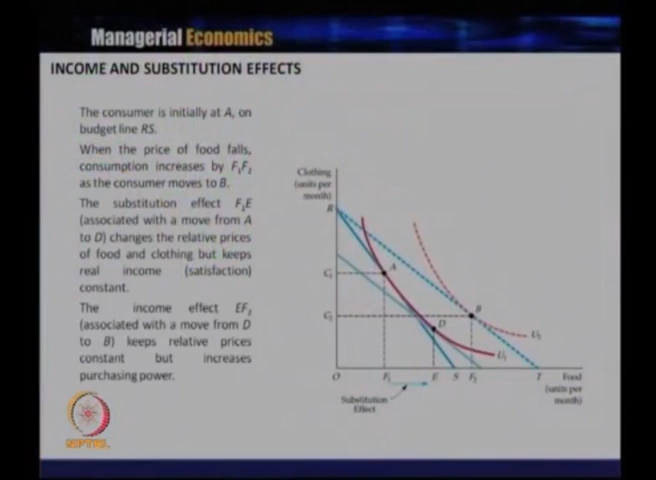 Managerial Economics
INCOME AND SUBSTITUTION EFFECTS
The consumer is initially at A, on
budget line RS.
When the price of food falls,
consumption increases by F₁F₂
as the consumer moves to B.
The substitution effect F₁E
(associated with a move from A
to D) changes the relative prices
of food and clothing but keeps
real income (satisfaction)
constant.
The income effect EF₂
(associated with a move from D
to B) keeps relative prices
constant but increases
purchasing power.
Clothing
(units per
month)
R
C₁
A
C₂
B
D
U₂
U₁
O F₁ E S F₂ T Food
(units per
month)
Substitution
Effect
NPTEL